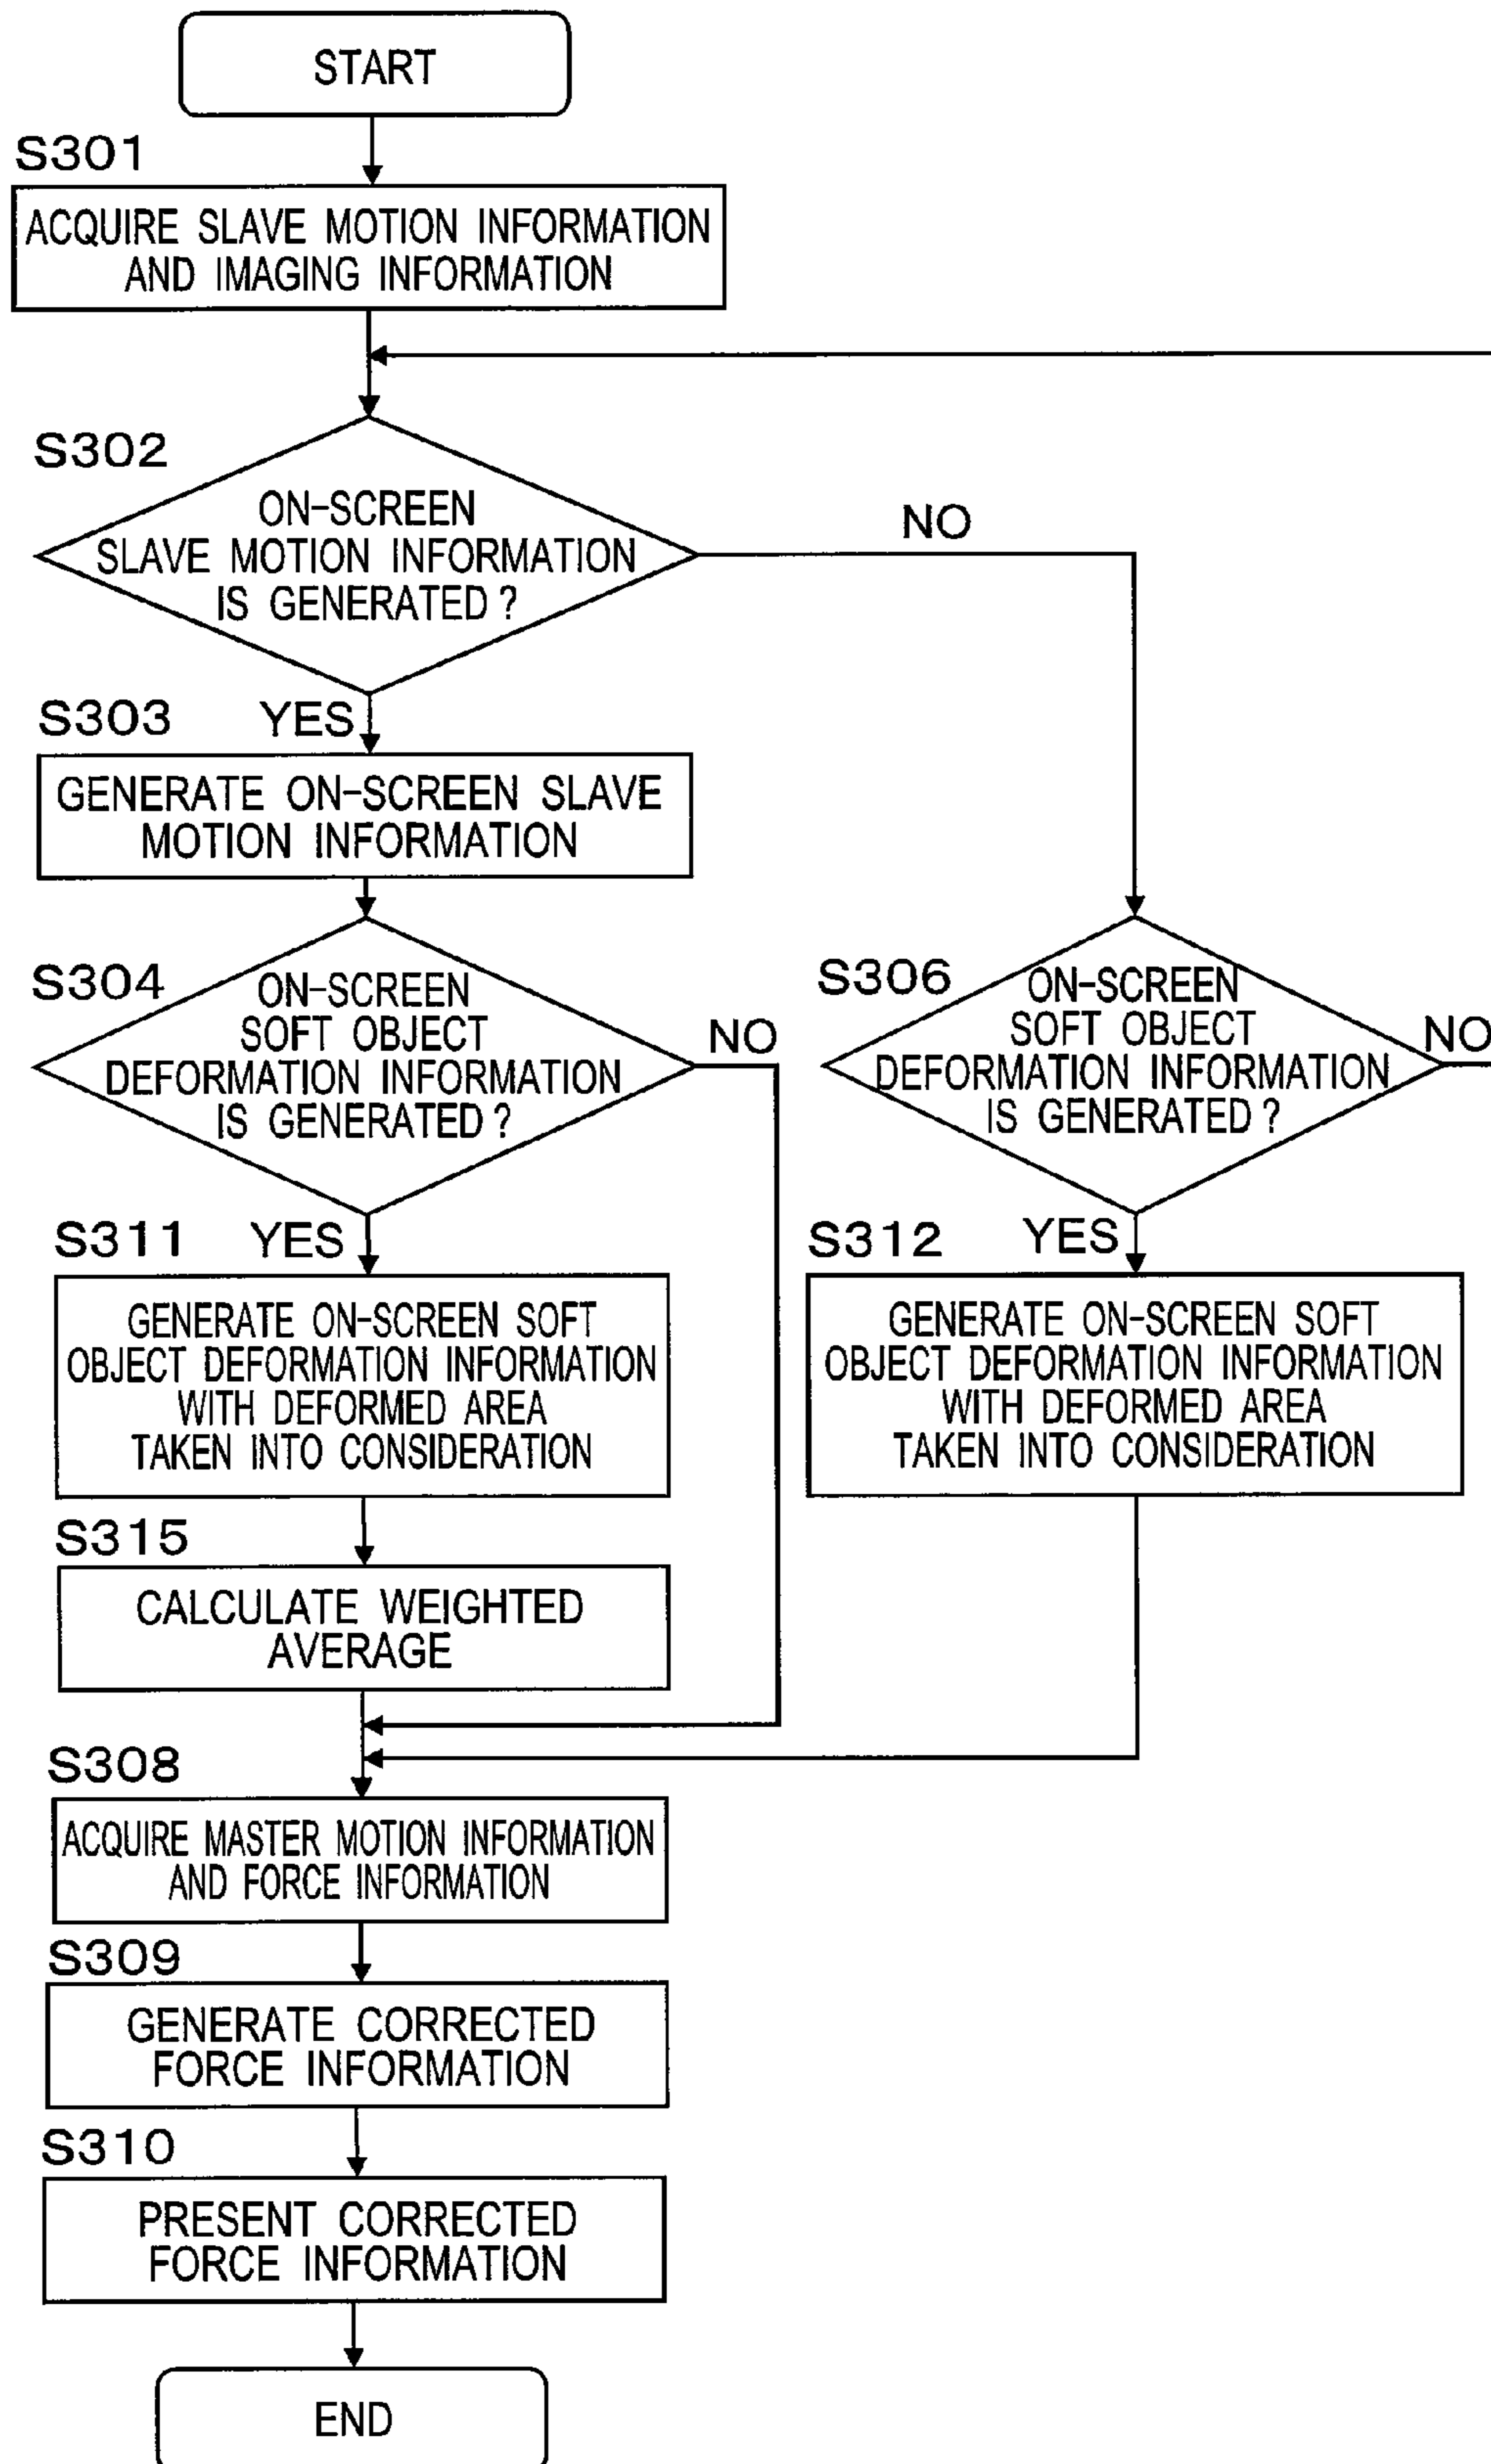 START
S301
ACQUIRE SLAVE MOTION INFORMATION
AND IMAGING INFORMATION
S302
ON-SCREEN
SLAVE MOTION INFORMATION
IS GENERATED?
NO
YES
S303
GENERATE ON-SCREEN SLAVE
MOTION INFORMATION
S304
ON-SCREEN
SOFT OBJECT
DEFORMATION INFORMATION
IS GENERATED?
NO
YES
S306
ON-SCREEN
SOFT OBJECT
DEFORMATION INFORMATION
IS GENERATED?
NO
YES
S311
GENERATE ON-SCREEN SOFT
OBJECT DEFORMATION INFORMATION
WITH DEFORMED AREA
TAKEN INTO CONSIDERATION
S312
GENERATE ON-SCREEN SOFT
OBJECT DEFORMATION INFORMATION
WITH DEFORMED AREA
TAKEN INTO CONSIDERATION
S315
CALCULATE WEIGHTED
AVERAGE
S308
ACQUIRE MASTER MOTION INFORMATION
AND FORCE INFORMATION
S309
GENERATE CORRECTED
FORCE INFORMATION
S310
PRESENT CORRECTED
FORCE INFORMATION
END